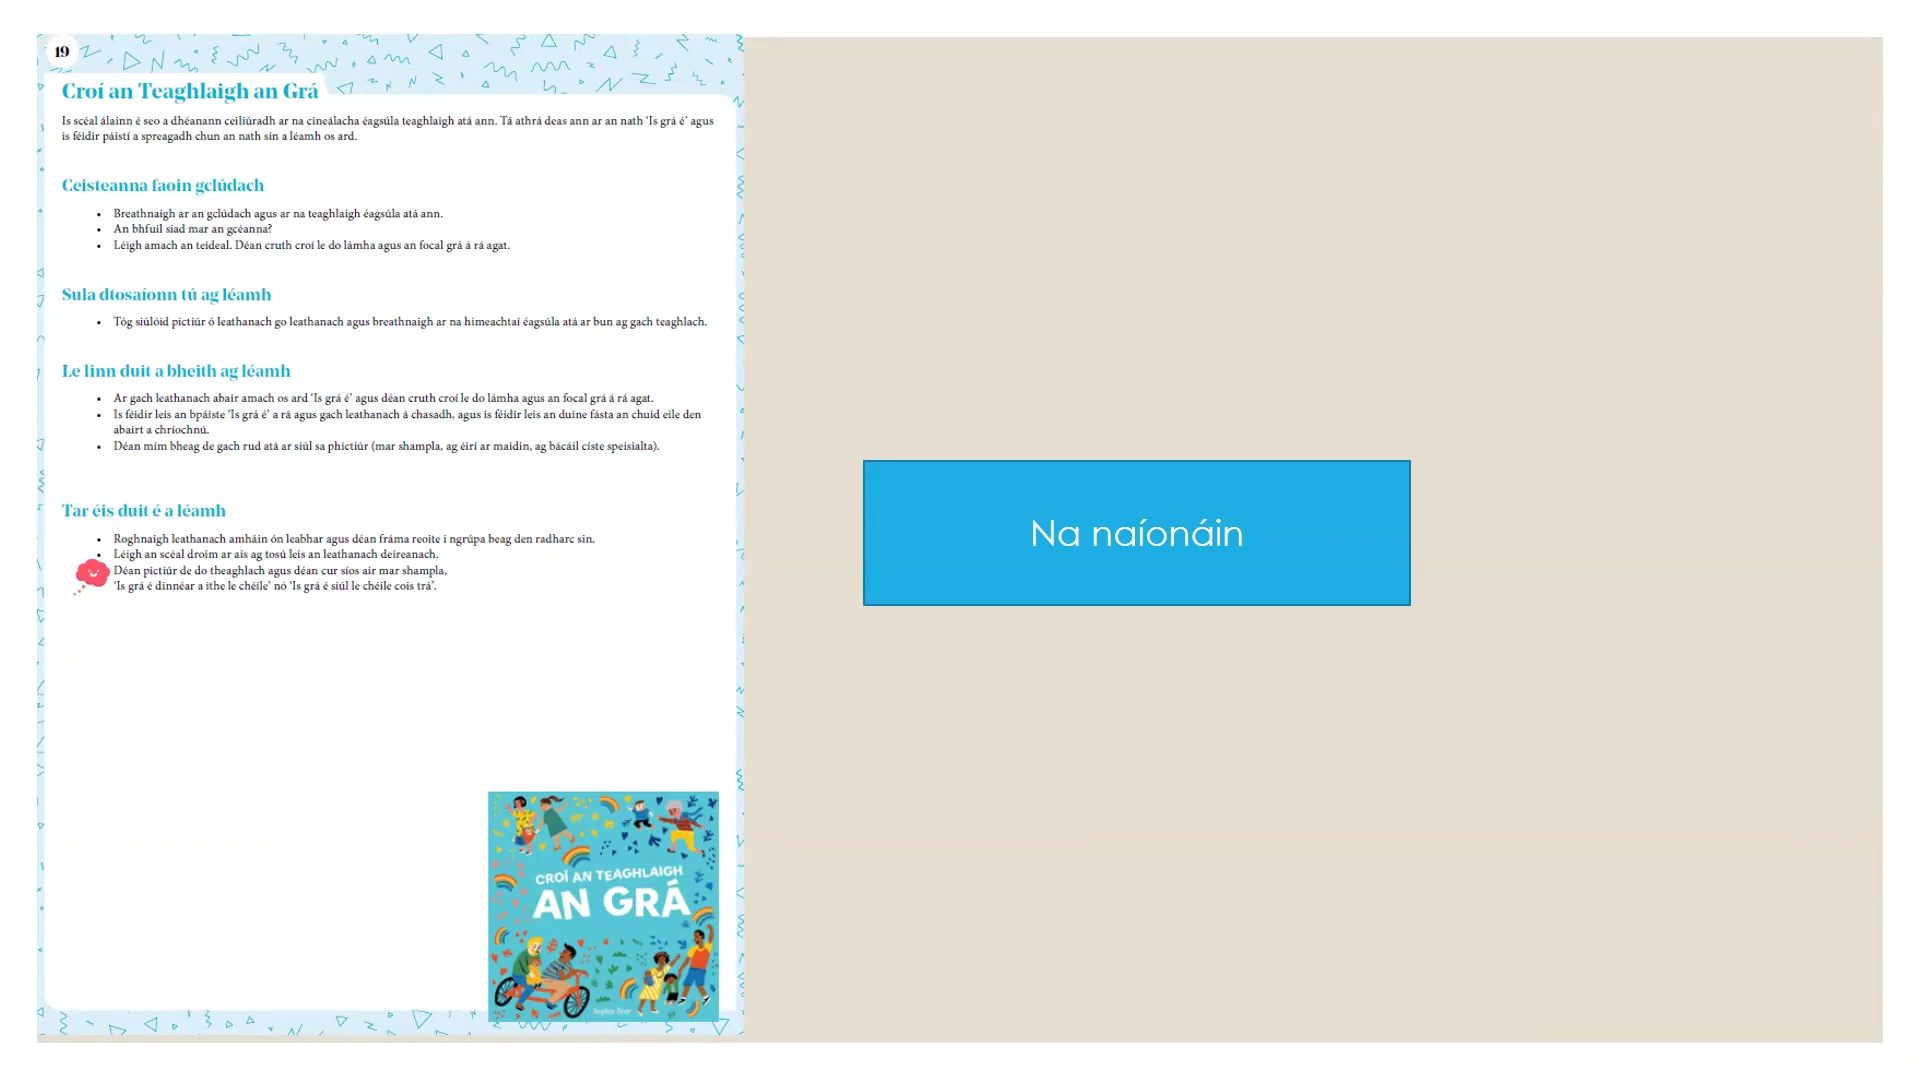 19
Croí an Teaghlaigh an Grá
Is scéal álainn é seo a dhéanann ceiliúradh ar na cineálacha éagsúla teaghlaigh atá ann. Tá athrá deas ann ar an nath ‘Is grá é’ agus
is féidir páistí a spreagadh chun an nath sin a léamh os ard.
Ceisteanna faoin gclúdach
• Breathnaigh ar an gclúdach agus ar na teaghlaigh éagsúla atá ann.
• An bhfuil siad mar an gcéanna?
• Léigh amach an teideal. Déan cruth croí le do lámha agus an focal grá á rá agat.
Sula dtosaíonn tú ag léamh
• Tóg siúlóid pictiúr ó leathanach go leathanach agus breathnaigh ar na himeachtaí éagsúla atá ar bun ag gach teaghlach.
Le linn duit a bheith ag léamh
• Ar gach leathanach abair amach os ard ‘Is grá é’ agus déan cruth croí le do lámha agus an focal grá á rá agat.
• Is féidir leis an bpáiste ‘Is grá é’ a rá agus gach leathanach á chasadh, agus is féidir leis an duine fásta an chuid eile den
abairt a chríochnú.
• Déan mím bheag de gach rud atá ar siúl sa phictiúr (mar shampla, ag éirí ar maidin, ag bácáil císte speisialta).
Tar éis duit é a léamh
• Roghnaigh leathanach amháin ón leabhar agus déan fráma reoite i ngrúpa beag den radharc sin.
• Léigh an scéal droim ar ais ag tosú leis an leathanach deireanach.
Déan pictiúr de do theaghlach agus déan cur síos air mar shampla,
‘Is grá é dinnéar a ithe le chéile’ nó ‘Is grá é siúl le chéile cois trá’.
CROÍ AN TEAGHLAIGH
AN GRÁ
Na naíonáin